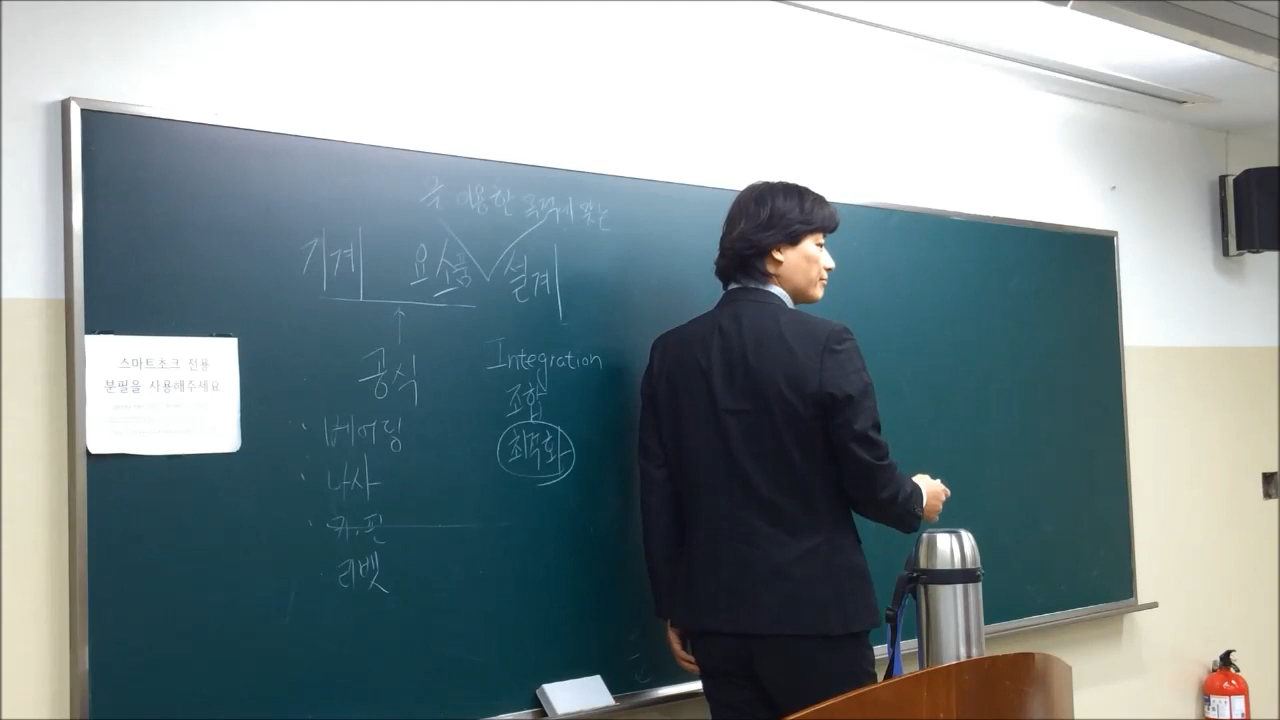 을 이용한 목적에 맞는
기계 요소를 설계
공식
Integration
조합
최적화
베어링
나사
키.핀
리벳
스마트초크 전용
분필을 사용해주세요